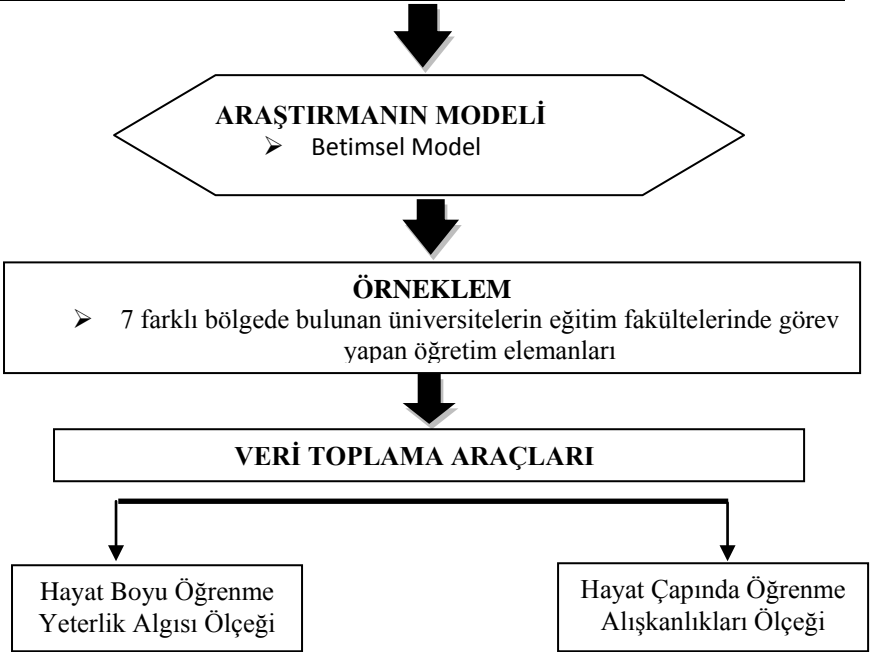 ARAŞTIRMANIN MODELİ
➢ Betimsel Model
ÖRNEKLEM
➢ 7 farklı bölgede bulunan üniversitelerin eğitim fakültelerinde görev
yapan öğretim elemanları
VERİ TOPLAMA ARAÇLARI
Hayat Boyu Öğrenme
Yeterlik Algısı Ölçeği
Hayat Çapında Öğrenme
Alışkanlıkları Ölçeği